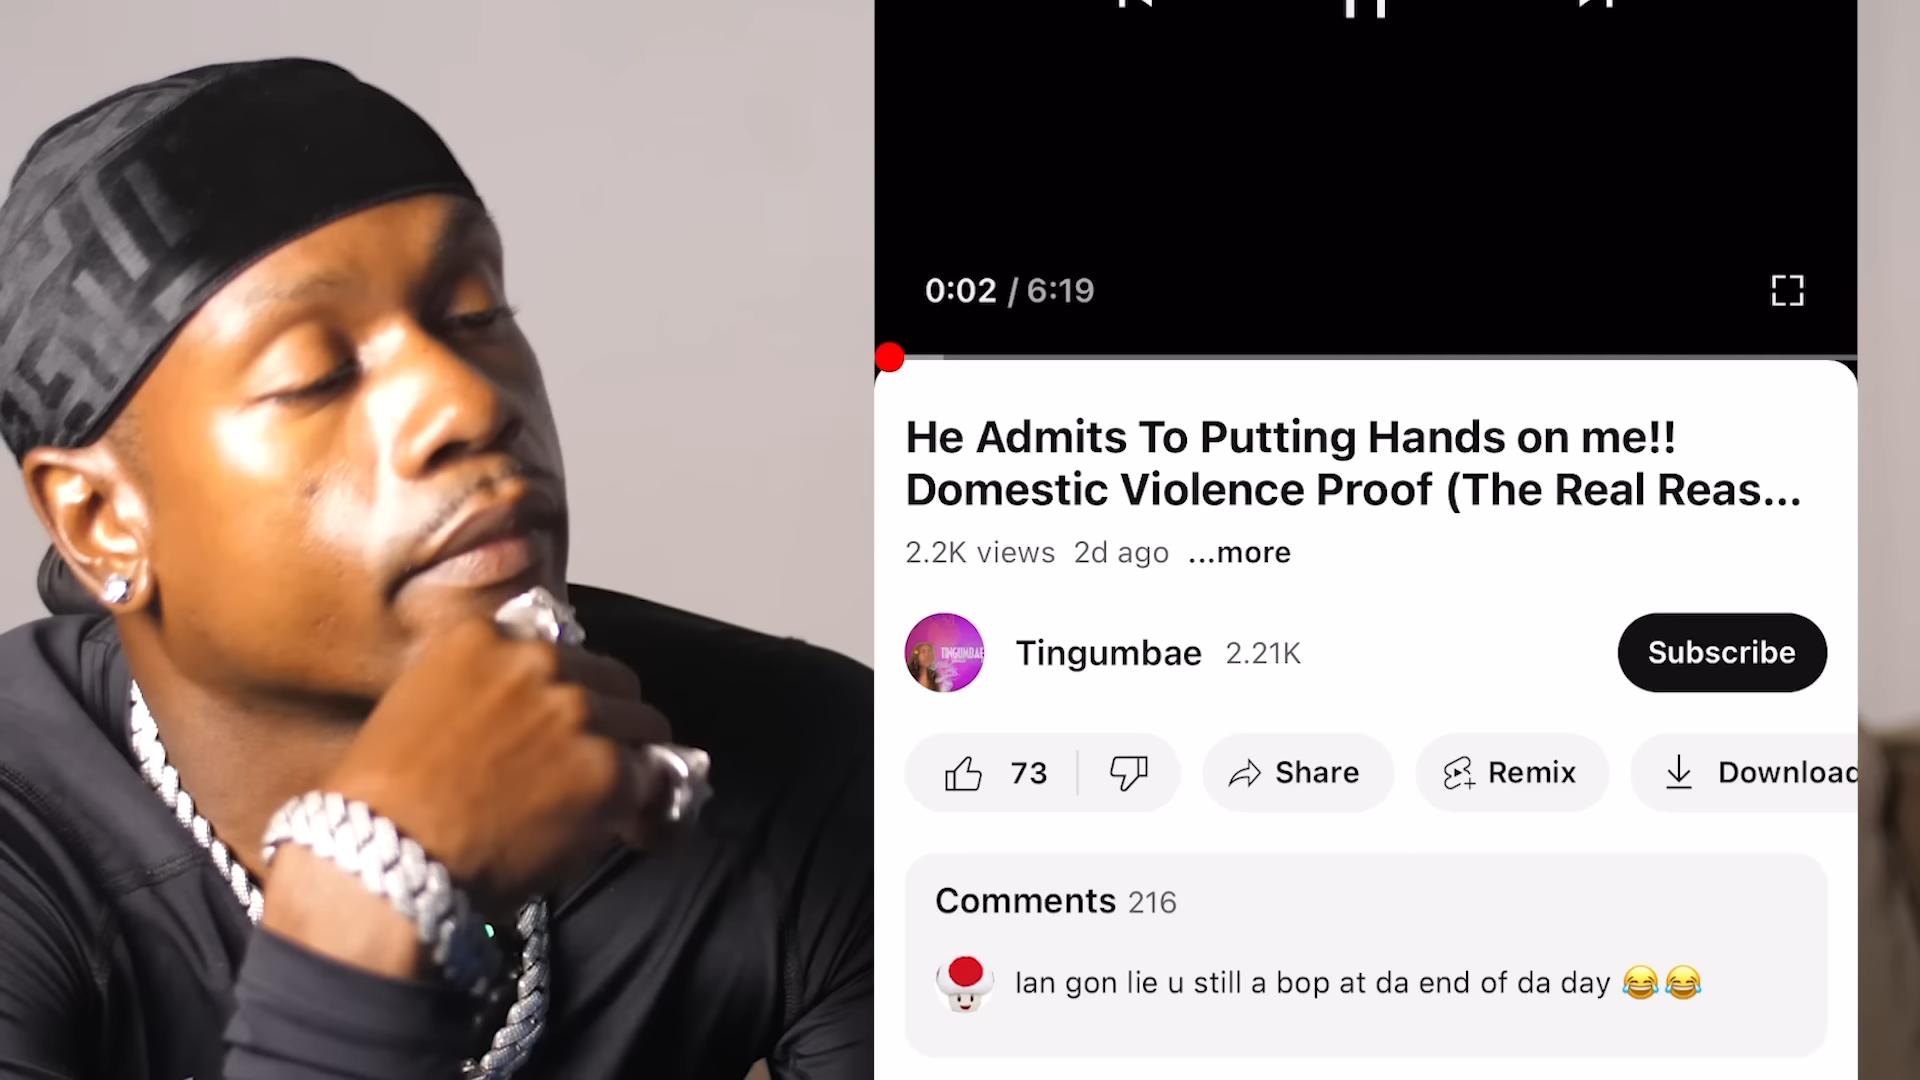 0:02 / 6:19
He Admits To Putting Hands on me!!
Domestic Violence Proof (The Real Reas...
2.2K views 2d ago ...more
TINGUMBAE
Tingumbae 2.21K
Subscribe
73
Share
Remix
Download
Comments 216
Ian gon lie u still a bop at da end of da day 😂😂